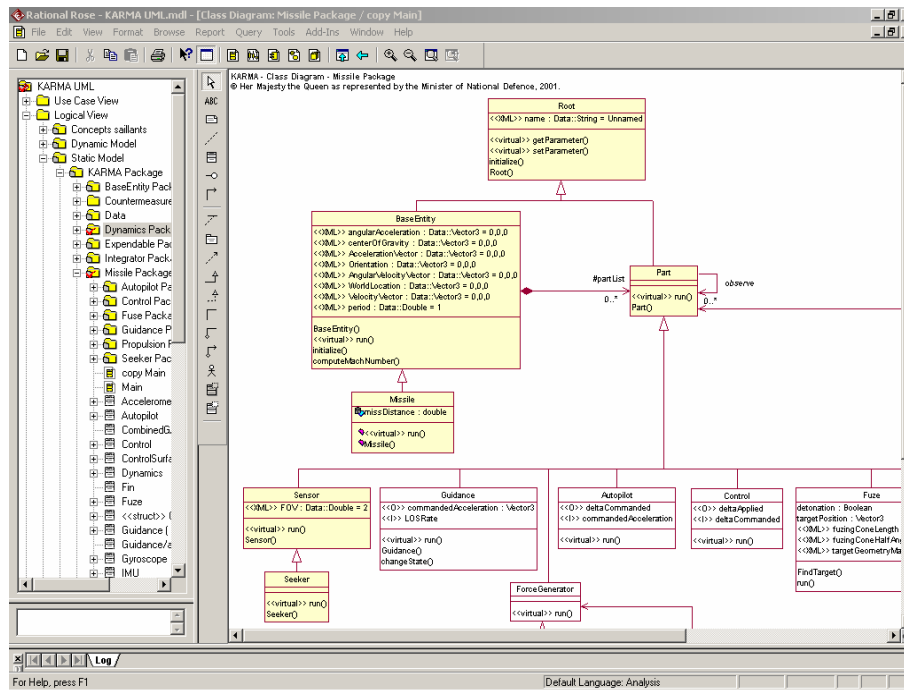 Rational Rose - KARMA UML.mdl - [Class Diagram: Missile Package / copy Main]
File Edit View Format Browse Report Query Tools Add-Ins Window Help
KARMA UML
Use Case View
Logical View
Concepts saillants
Dynamic Model
Static Model
KARMA Package
BaseEntity Pack
Countermeasure
Data
Dynamics Pack
Expendable Pac
Integrator Pack
Missile Package
Autopilot Pa
Control Pac
Fuse Packa
Guidance P
Propulsion F
Seeker Pac
copy Main
Main
Accelerome
Autopilot
CombinedG
Control
ControlSurfa
Dynamics
Fin
Fuze
<<struct>>
Guidance (
Guidance/a
Gyroscope
IMU
ABC
KARMA - Class Diagram - Missile Package
© Her Majesty the Queen as represented by the Minister of National Defence, 2001.
Root
<<XML>> name : Data::String = Unnamed
<<virtual>> getParameter()
<<virtual>> setParameter()
initialize()
Root()
BaseEntity
<<XML>> angularAcceleration : Data::Vector3 = 0,0,0
<<XML>> centerOfGravity : Data::Vector3 = 0,0,0
<<XML>> AccelerationVector : Data::Vector3 = 0,0,0
<<XML>> Orientation : Data::Vector3 = 0,0,0
<<XML>> AngularVelocityVector : Data::Vector3 = 0,0,0
<<XML>> WorldLocation : Data::Vector3 = 0,0,0
<<XML>> VelocityVector : Data::Vector3 = 0,0,0
<<XML>> period : Data::Double = 1
BaseEntity()
<<virtual>> run()
initialize()
computeMachNumber()
#partList
0..*
Part
<<virtual>> run()
Part()
observe
0..*
Missile
missDistance : double
<<virtual>> run()
Missile()
Sensor
<<XML>> FOV : Data::Double = 2
<<virtual>> run()
Sensor()
Guidance
<<O>> commandedAcceleration : Vector3
<<I>> LOSRate
<<virtual>> run()
Guidance()
changeState()
Autopilot
<<O>> deltaCommanded
<<I>> commandedAcceleration
<<virtual>> run()
Control
<<O>> deltaApplied
<<I>> deltaCommanded
<<virtual>> run()
Fuze
detonation : Boolean
targetPosition : Vector3
<<XML>> fuzingConeLength
<<XML>> fuzingConeHalfAng
<<XML>> targetGeometryMa
FindTarget()
run()
Seeker
<<virtual>> run()
Seeker()
ForceGenerator
<<virtual>> run()
Log
For Help, press F1
Default Language: Analysis